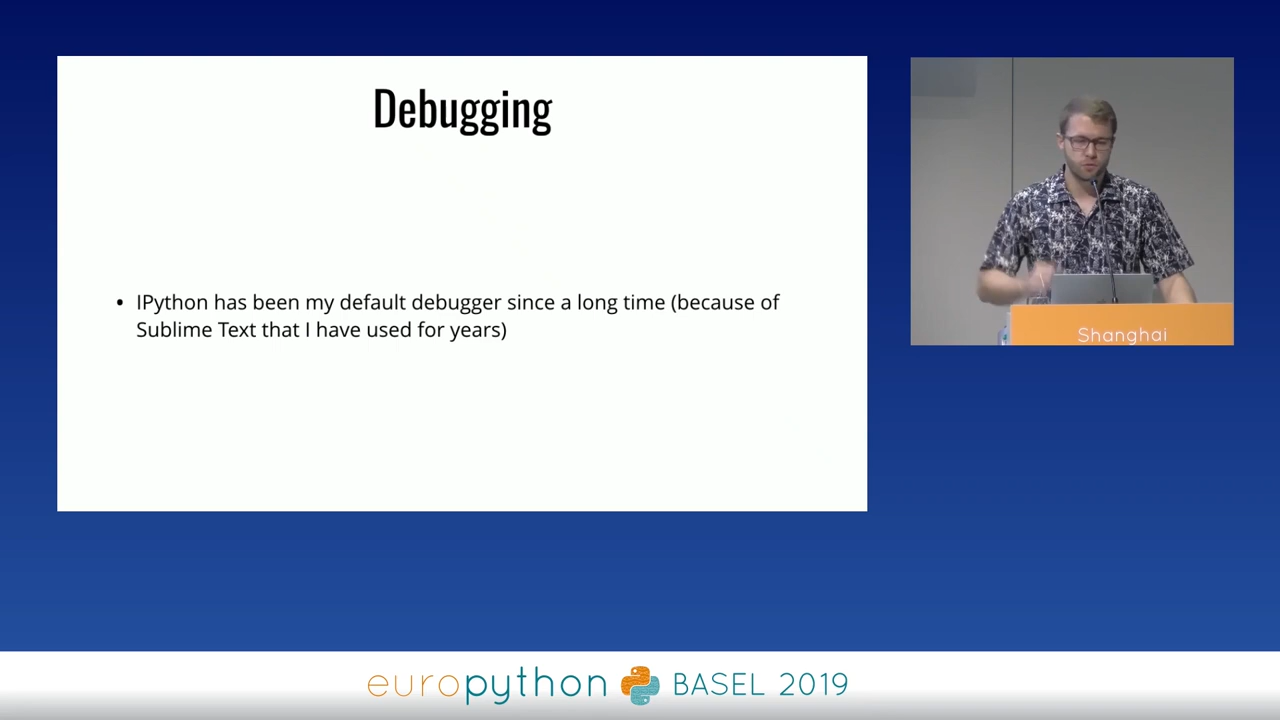 Debugging
• IPython has been my default debugger since a long time (because of
Sublime Text that I have used for years)
Shanghai
europython BASEL 2019